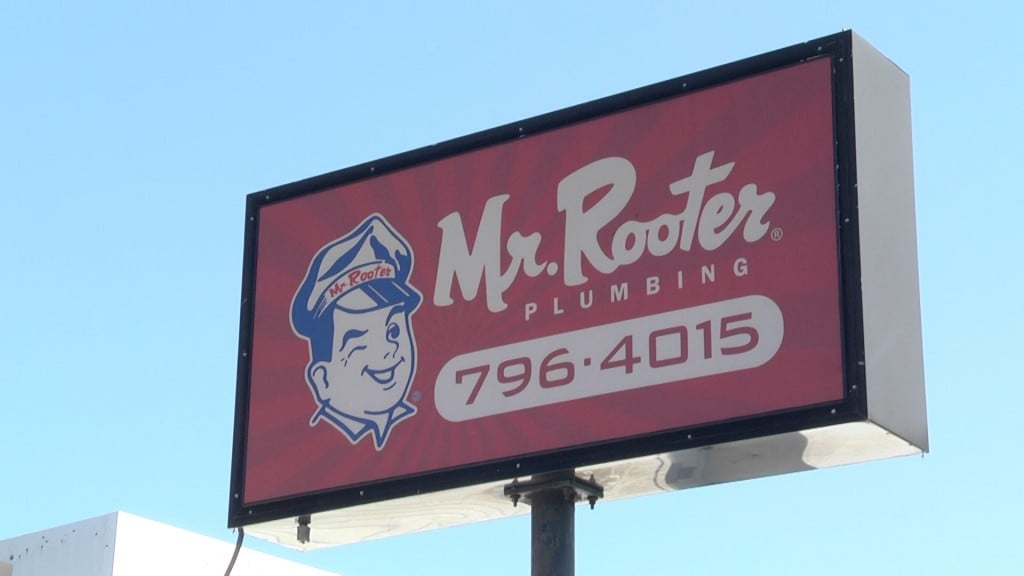 Mr. Rooter
Mr. Rooter®
PLUMBING
796·4015
®